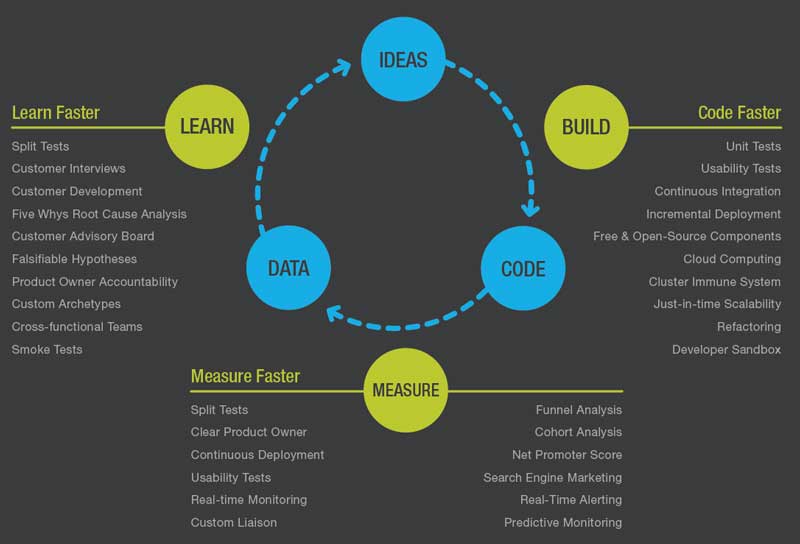 IDEAS
LEARN
BUILD
Learn Faster
Split Tests
Customer Interviews
Customer Development
Five Whys Root Cause Analysis
Customer Advisory Board
Falsifiable Hypotheses
Product Owner Accountability
Custom Archetypes
Cross-functional Teams
Smoke Tests
Code Faster
Unit Tests
Usability Tests
Continuous Integration
Incremental Deployment
Free & Open-Source Components
Cloud Computing
Cluster Immune System
Just-in-time Scalability
Refactoring
Developer Sandbox
DATA
CODE
MEASURE
Measure Faster
Split Tests
Clear Product Owner
Continuous Deployment
Usability Tests
Real-time Monitoring
Custom Liaison
Funnel Analysis
Cohort Analysis
Net Promoter Score
Search Engine Marketing
Real-Time Alerting
Predictive Monitoring